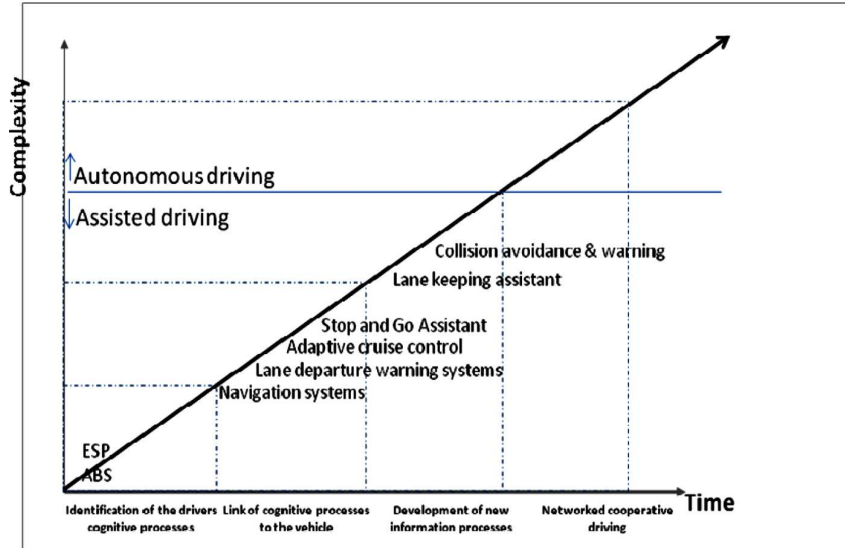 Complexity
Autonomous driving
Assisted driving
Collision avoidance & warning
Lane keeping assistant
Stop and Go Assistant
Adaptive cruise control
Lane departure warning systems
Navigation systems
ESP
ABS
Time
Identification of the drivers
cognitive processes
Link of cognitive processes
to the vehicle
Development of new
information processes
Networked cooperative
driving